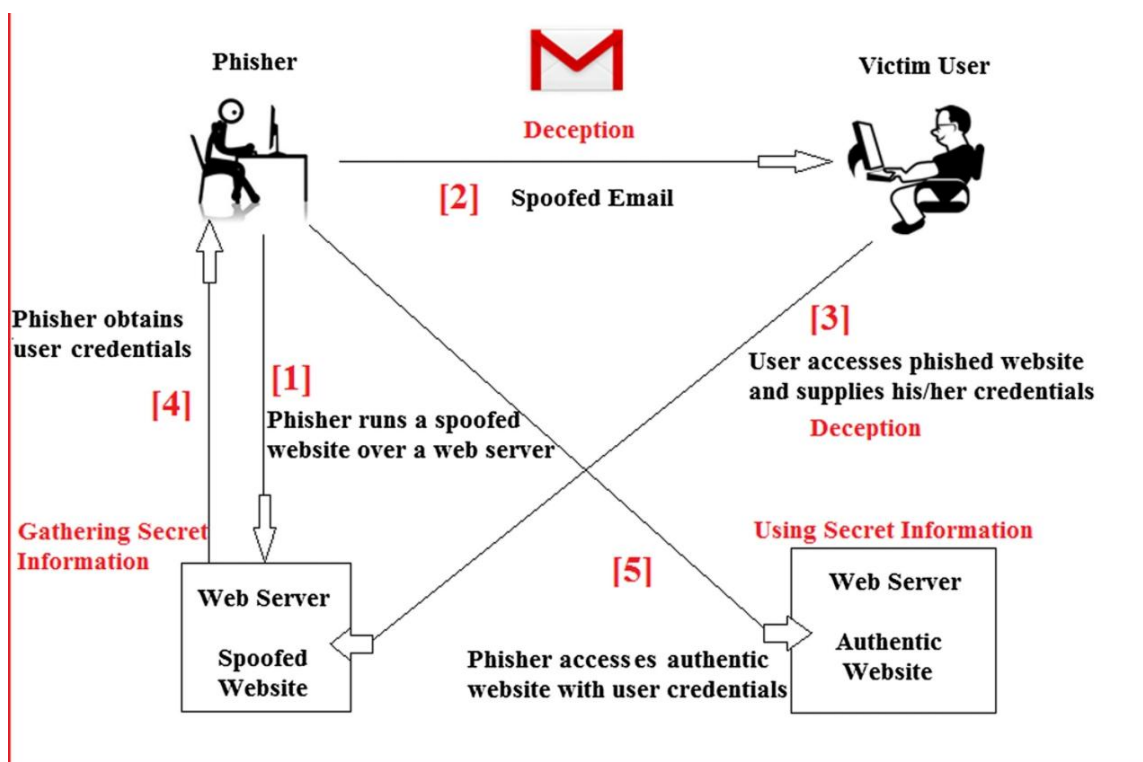 Phisher
Victim User
Deception
[2] Spoofed Email
Phisher obtains
user credentials
[4]
[1]
Phisher runs a spoofed
website over a web server
[3]
User accesses phished website
and supplies his/her credentials
Deception
Gathering Secret
Information
Web Server
Spoofed
Website
[5]
Phisher accesses authentic
website with user credentials
Using Secret Information
Web Server
Authentic
Website